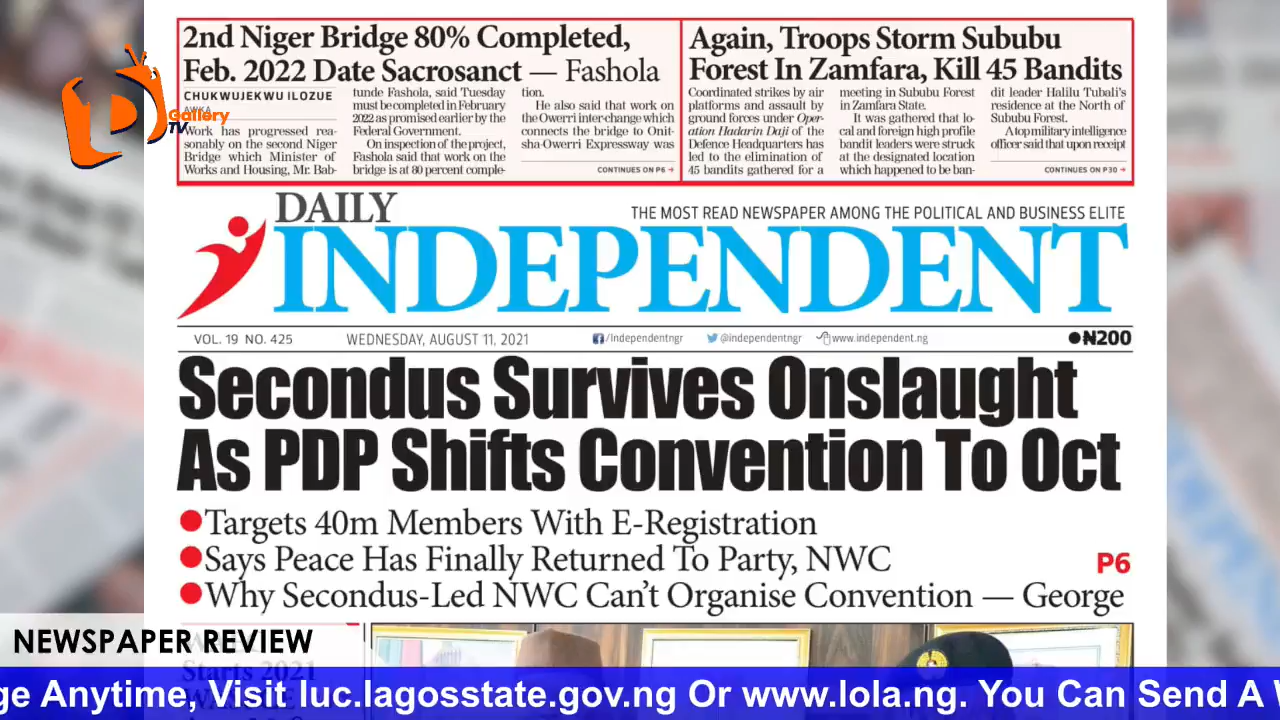 2nd Niger Bridge 80% Completed,
Feb. 2022 Date Sacrosanct — Fashola
CHUKWUJEKWU ILOZUE
AWKA
Work has progressed rea-
sonably on the second Niger
Bridge which Minister of
Works and Housing, Mr. Bab-
tunde Fashola, said Tuesday
must be completed in February
2022 as promised earlier by the
Federal Government.
On inspection of the project,
Fashola said that work on the
bridge is at 80 percent comple-
tion.
He also said that work on
the Owerri inter-change which
connects the bridge to Onit-
sha-Owerri Expressway was
CONTINUES ON P6
Again, Troops Storm Sububu
Forest In Zamfara, Kill 45 Bandits
Coordinated strikes by air
platforms and assault by
ground forces under Oper-
ation Hadarin Daji of the
Defence Headquarters has
led to the elimination of
45 bandits gathered for a
meeting in Sububu Forest
in Zamfara State.
It was gathered that lo-
cal and foreign high profile
bandit leaders were struck
at the designated location
which happened to be ban-
dit leader Halilu Tubali's
residence at the North of
Sububu Forest.
A top military intelligence
officer said that upon receipt
CONTINUES ON P30
Gallery
TV
DAILY
THE MOST READ NEWSPAPER AMONG THE POLITICAL AND BUSINESS ELITE
INDEPENDENT
VOL. 19 NO. 425 WEDNESDAY, AUGUST 11, 2021 /Independentngr @independentngr www.independent.ng ₦200
Secondus Survives Onslaught
As PDP Shifts Convention To Oct
Targets 40m Members With E-Registration
Says Peace Has Finally Returned To Party, NWC P6
Why Secondus-Led NWC Can't Organise Convention — George
NEWSPAPER REVIEW
Starts 2021
ge Anytime, Visit luc.lagosstate.gov.ng Or www.lola.ng. You Can Send A W